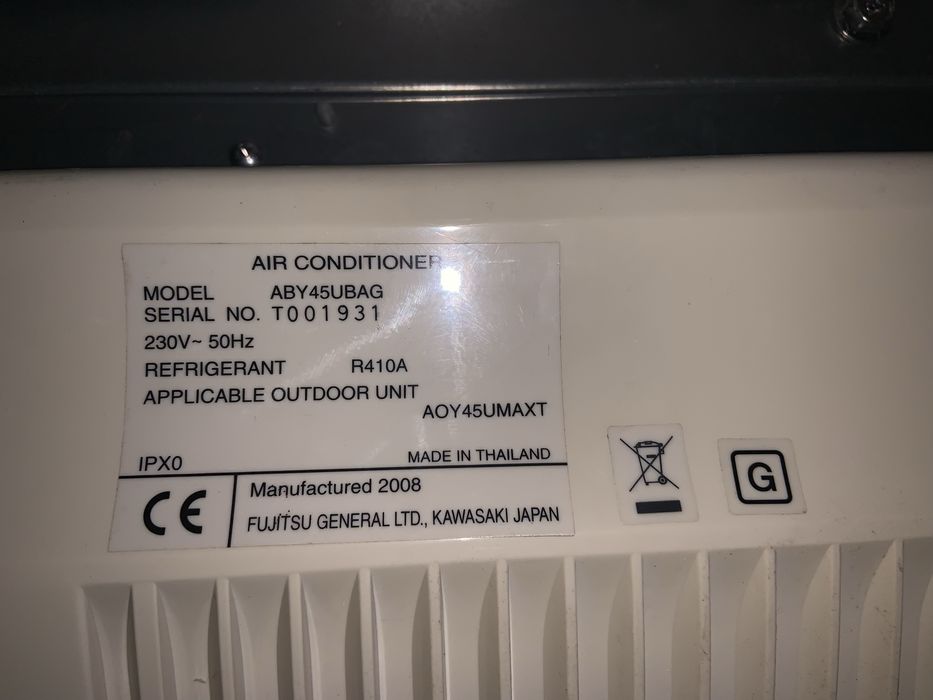 AIR CONDITIONER
MODEL ABY45UBAG
SERIAL NO. T001931
230V~ 50Hz
REFRIGERANT R410A
APPLICABLE OUTDOOR UNIT
AOY45UMAXT
IPX0 MADE IN THAILAND
CE Manufactured 2008
FUJITSU GENERAL LTD., KAWASAKI JAPAN
G